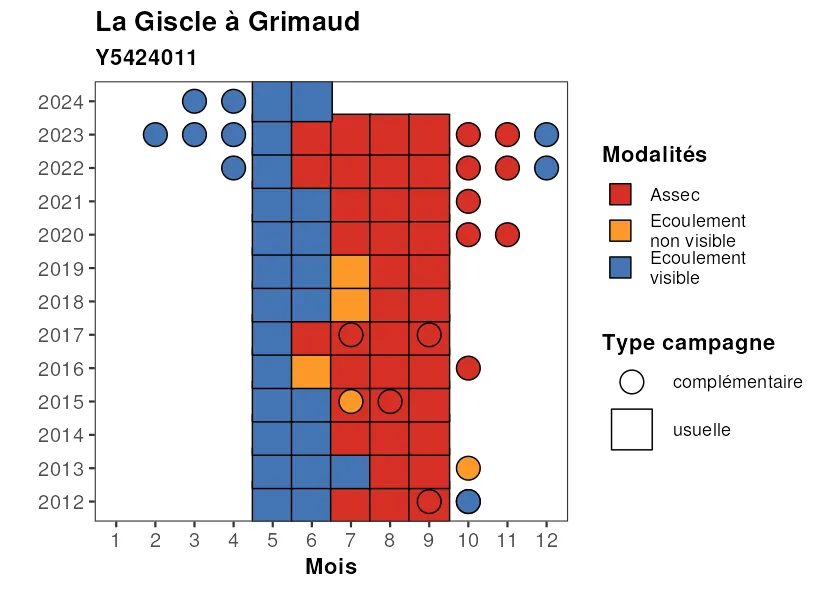 La Giscle à Grimaud
Y5424011
2024
2023
2022
2021
2020
2019
2018
2017
2016
2015
2014
2013
2012
1 2 3 4 5 6 7 8 9 10 11 12
Mois
Modalités
Assec
Ecoulement
non visible
Ecoulement
visible
Type campagne
complémentaire
usuelle